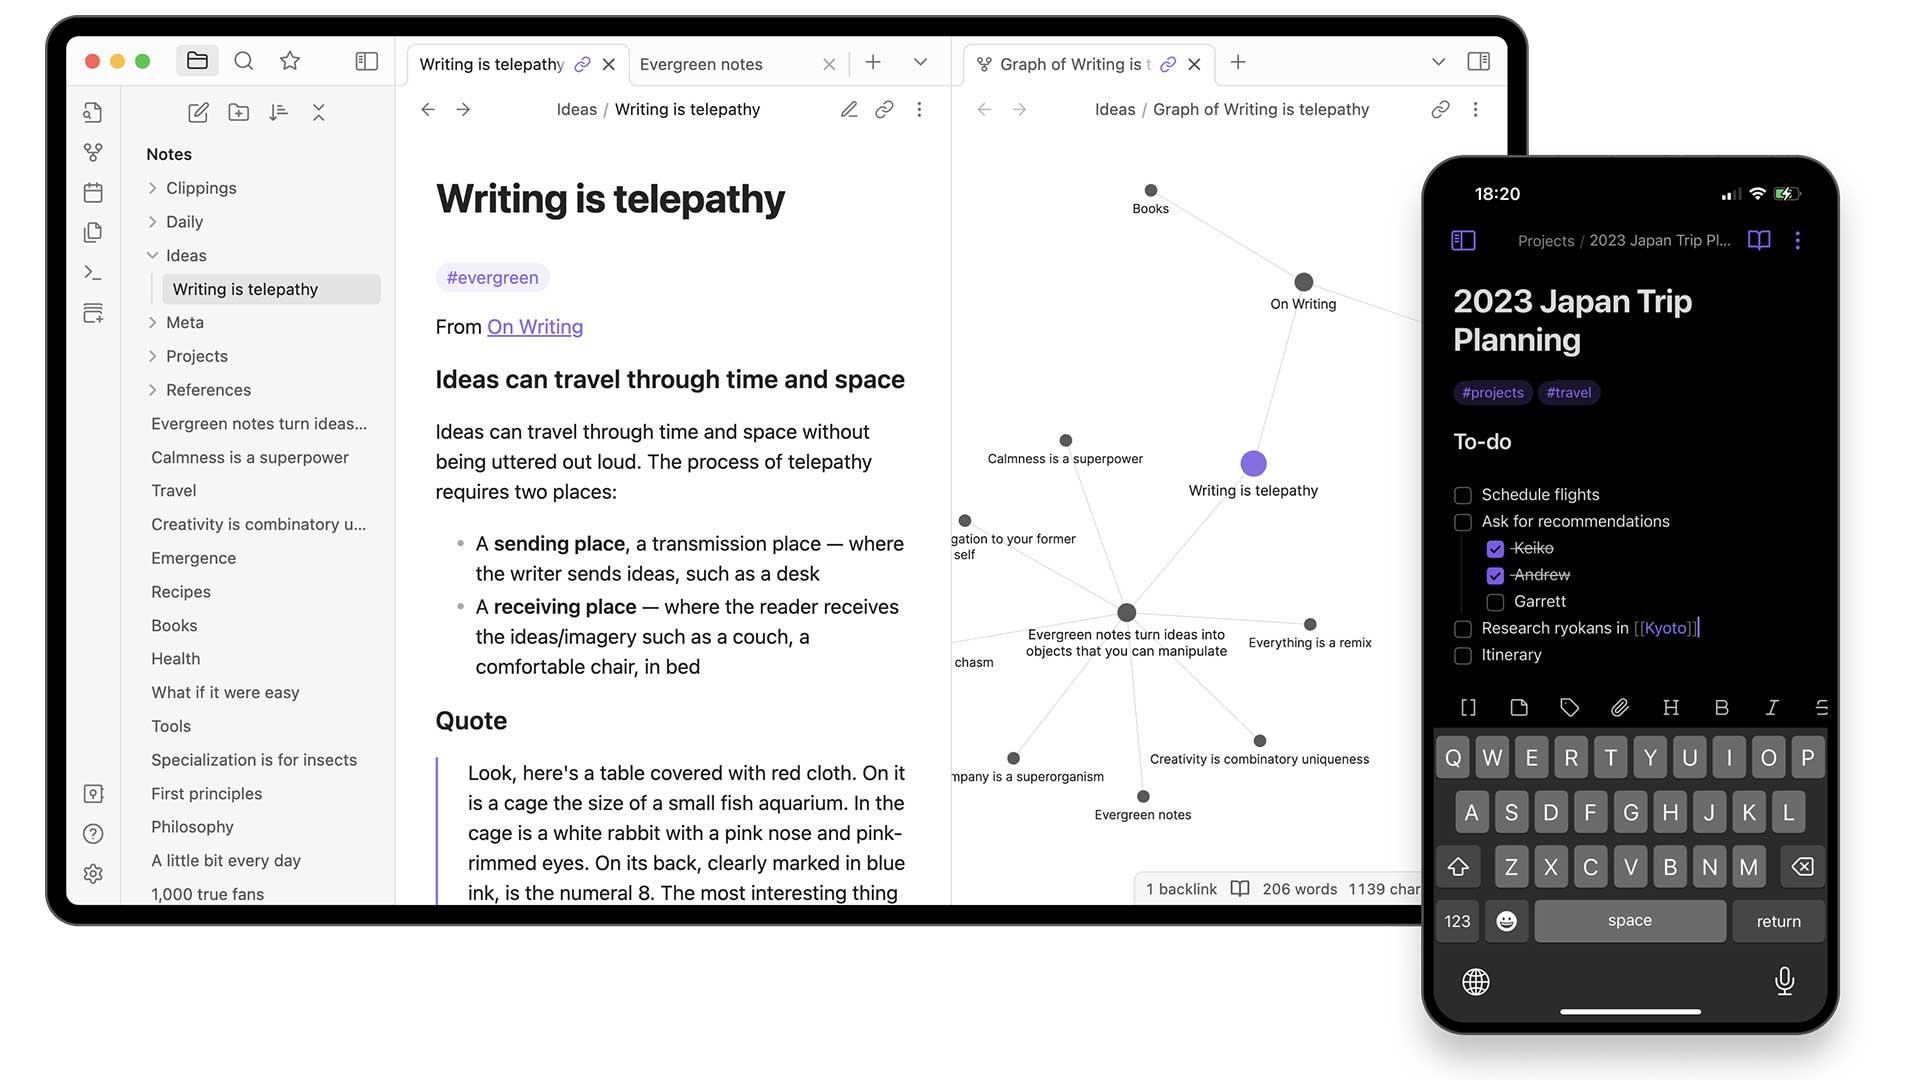 Writing is telepathy
Evergreen notes
Graph of Writing is t
Ideas / Writing is telepathy
Ideas / Graph of Writing is telepathy
Notes
Clippings
Daily
Ideas
Writing is telepathy
Meta
Projects
References
Evergreen notes turn ideas...
Calmness is a superpower
Travel
Creativity is combinatory u...
Emergence
Recipes
Books
Health
What if it were easy
Tools
Specialization is for insects
First principles
Philosophy
A little bit every day
1,000 true fans
Writing is telepathy
#evergreen
From On Writing
Ideas can travel through time and space
Ideas can travel through time and space without
being uttered out loud. The process of telepathy
requires two places:
• A sending place, a transmission place — where
the writer sends ideas, such as a desk
• A receiving place — where the reader receives
the ideas/imagery such as a couch, a
comfortable chair, in bed
Quote
Look, here's a table covered with red cloth. On it
is a cage the size of a small fish aquarium. In the
cage is a white rabbit with a pink nose and pink-
rimmed eyes. On its back, clearly marked in blue
ink, is the numeral 8. The most interesting thing
Books
On Writing
Calmness is a superpower
Writing is telepathy
gation to your former
self
Evergreen notes turn ideas into
objects that you can manipulate
Everything is a remix
chasm
Creativity is combinatory uniqueness
mpany is a superorganism
Evergreen notes
1 backlink 206 words 1139 char
18:20
Projects / 2023 Japan Trip Pl...
2023 Japan Trip
Planning
#projects #travel
To-do
Schedule flights
Ask for recommendations
Keiko
Andrew
Garrett
Research ryokans in [[Kyoto]]
Itinerary
[] H B I S
Q W E R T Y U I O P
A S D F G H J K L
Z X C V B N M
123 space return